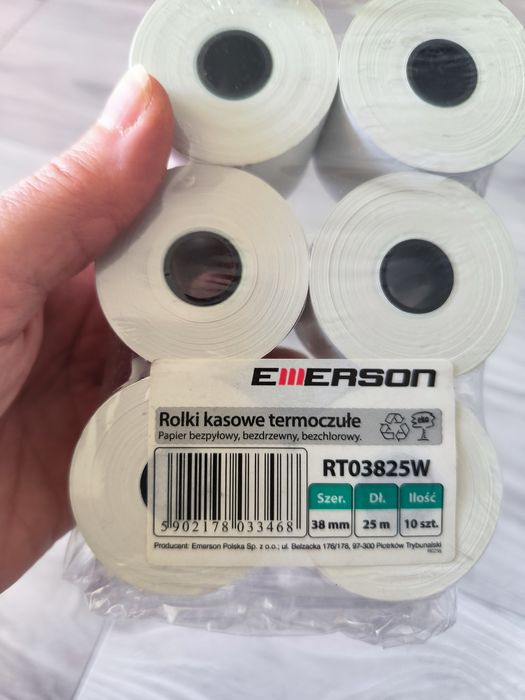 EMERSON
Rolki kasowe termoczułe
Papier bezpyłowy, bezdrzewny, bezchlorowy.
RT03825W
Szer. Dł. Ilość
38 mm 25 m 10 szt.
5 902178 033468
Producent: Emerson Polska Sp. z o.o.; ul. Belzacka 176/178, 97-300 Piotrków Trybunalski